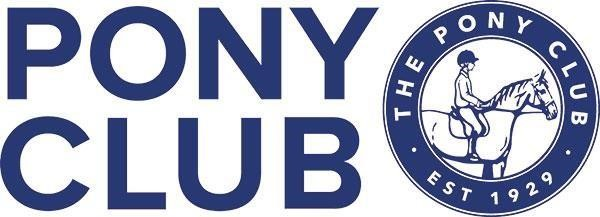 PONY
CLUB
· THE PONY CLUB ·
EST 1929